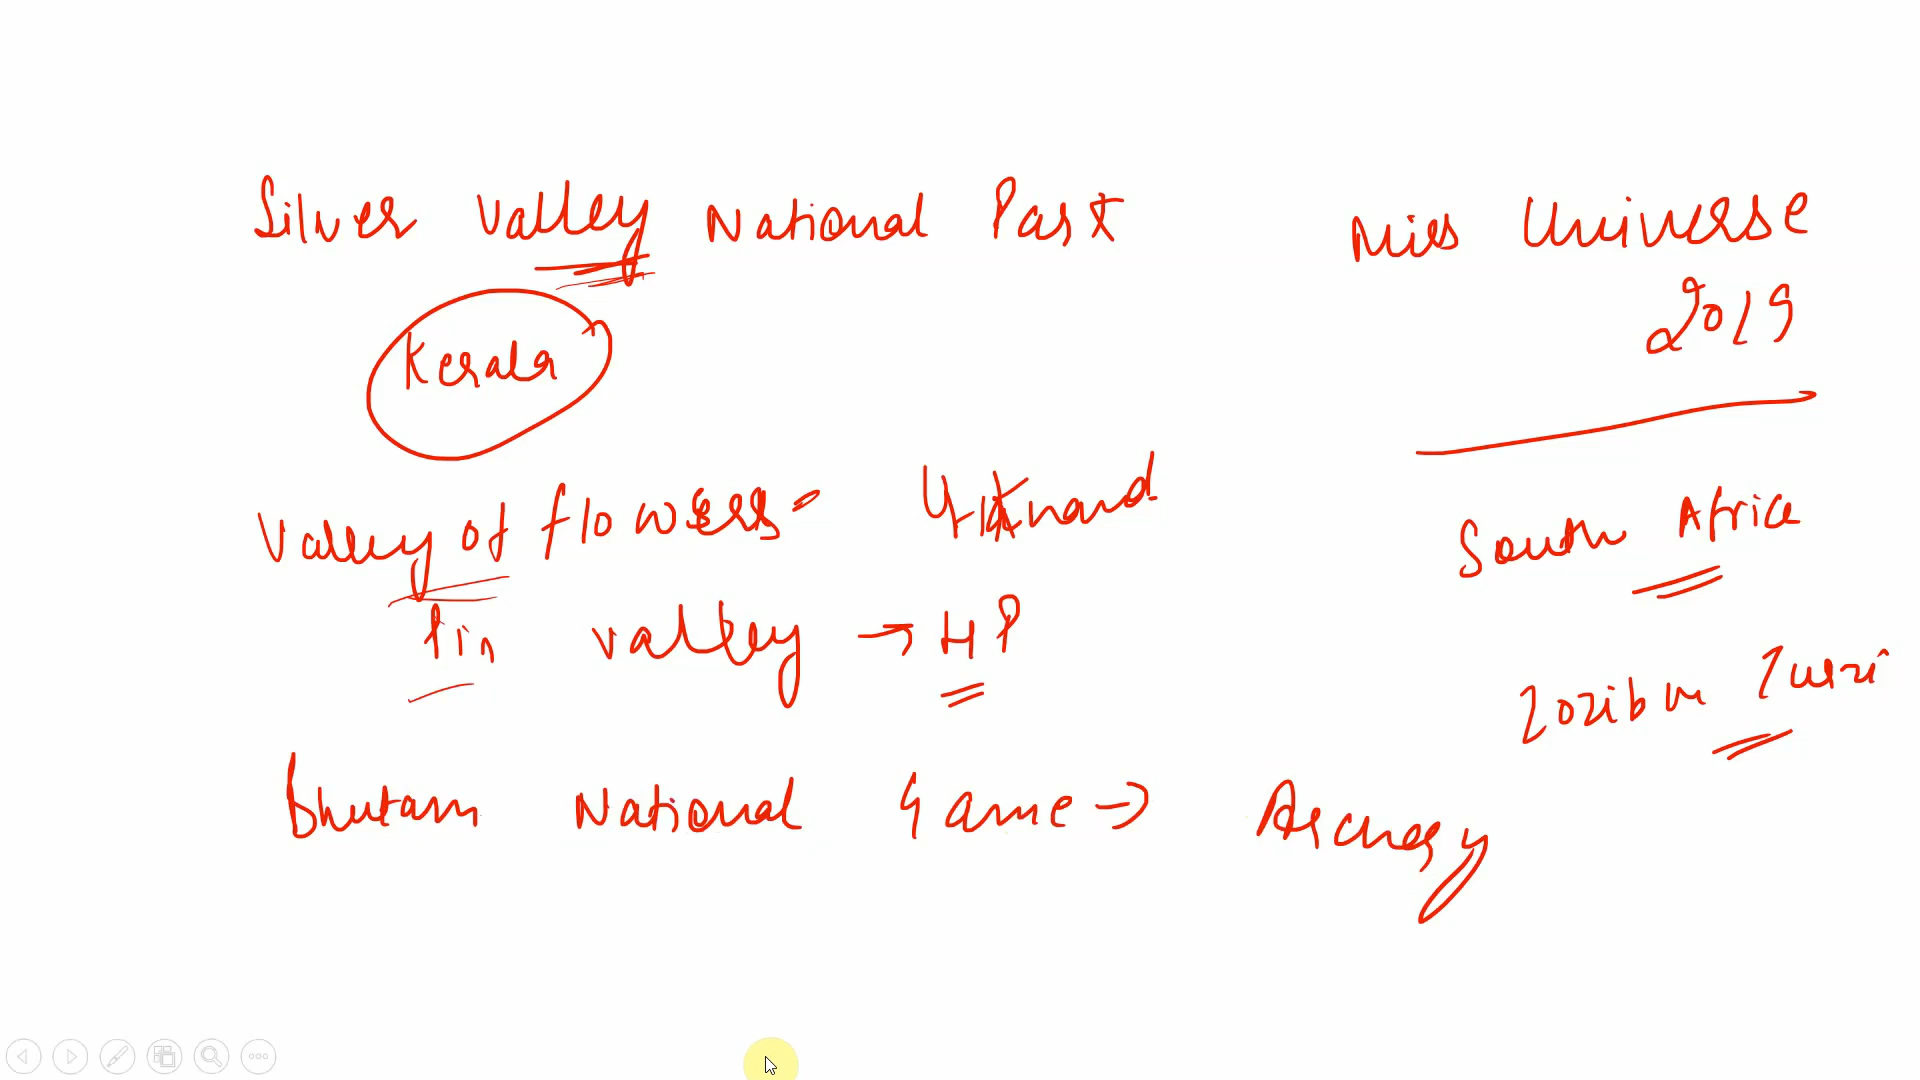 Silver Valley National Park
Kerala
Valley of flowers - Uttarakhand
Pin valley → HP
Bhutan National Game → Archery
Miss Universe
2019
South Africa
Zozibini Tunzi